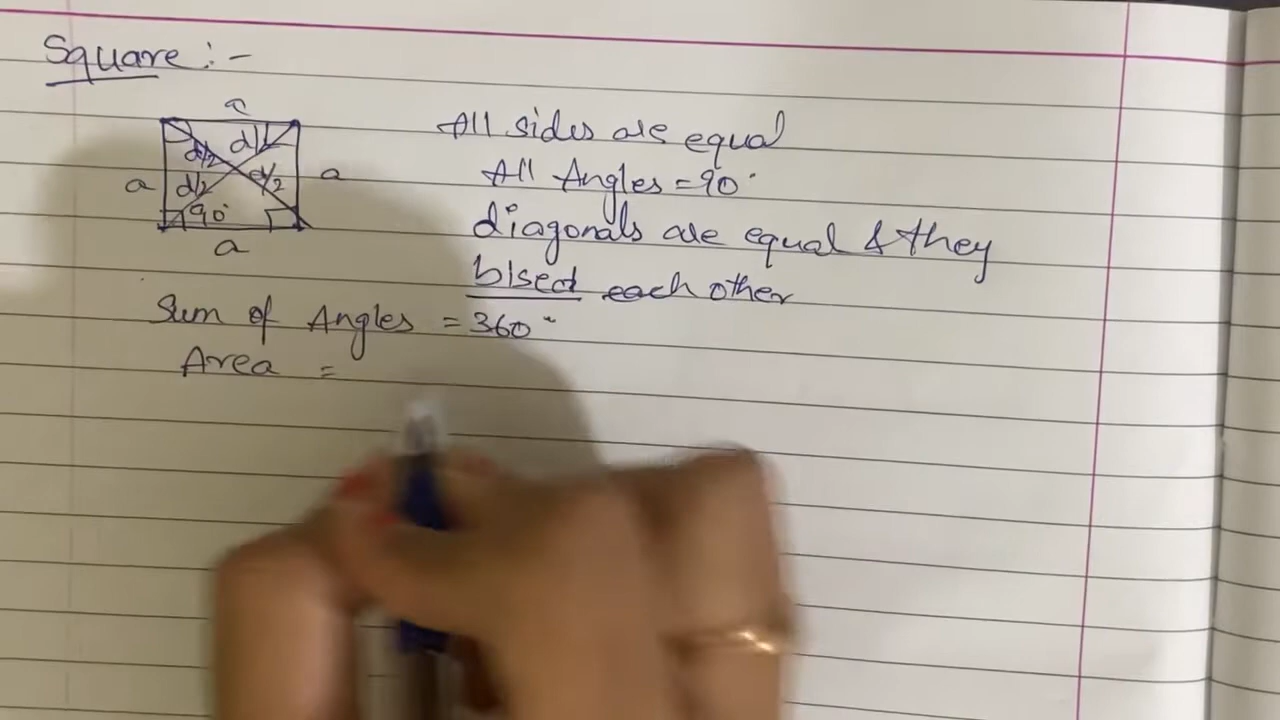 Square :-
a
d/2 d/2
a d/2 d/2 a
90°
a
All sides are equal
All Angles = 90°
diagonals are equal & they
bisect each other
Sum of Angles = 360°
Area =